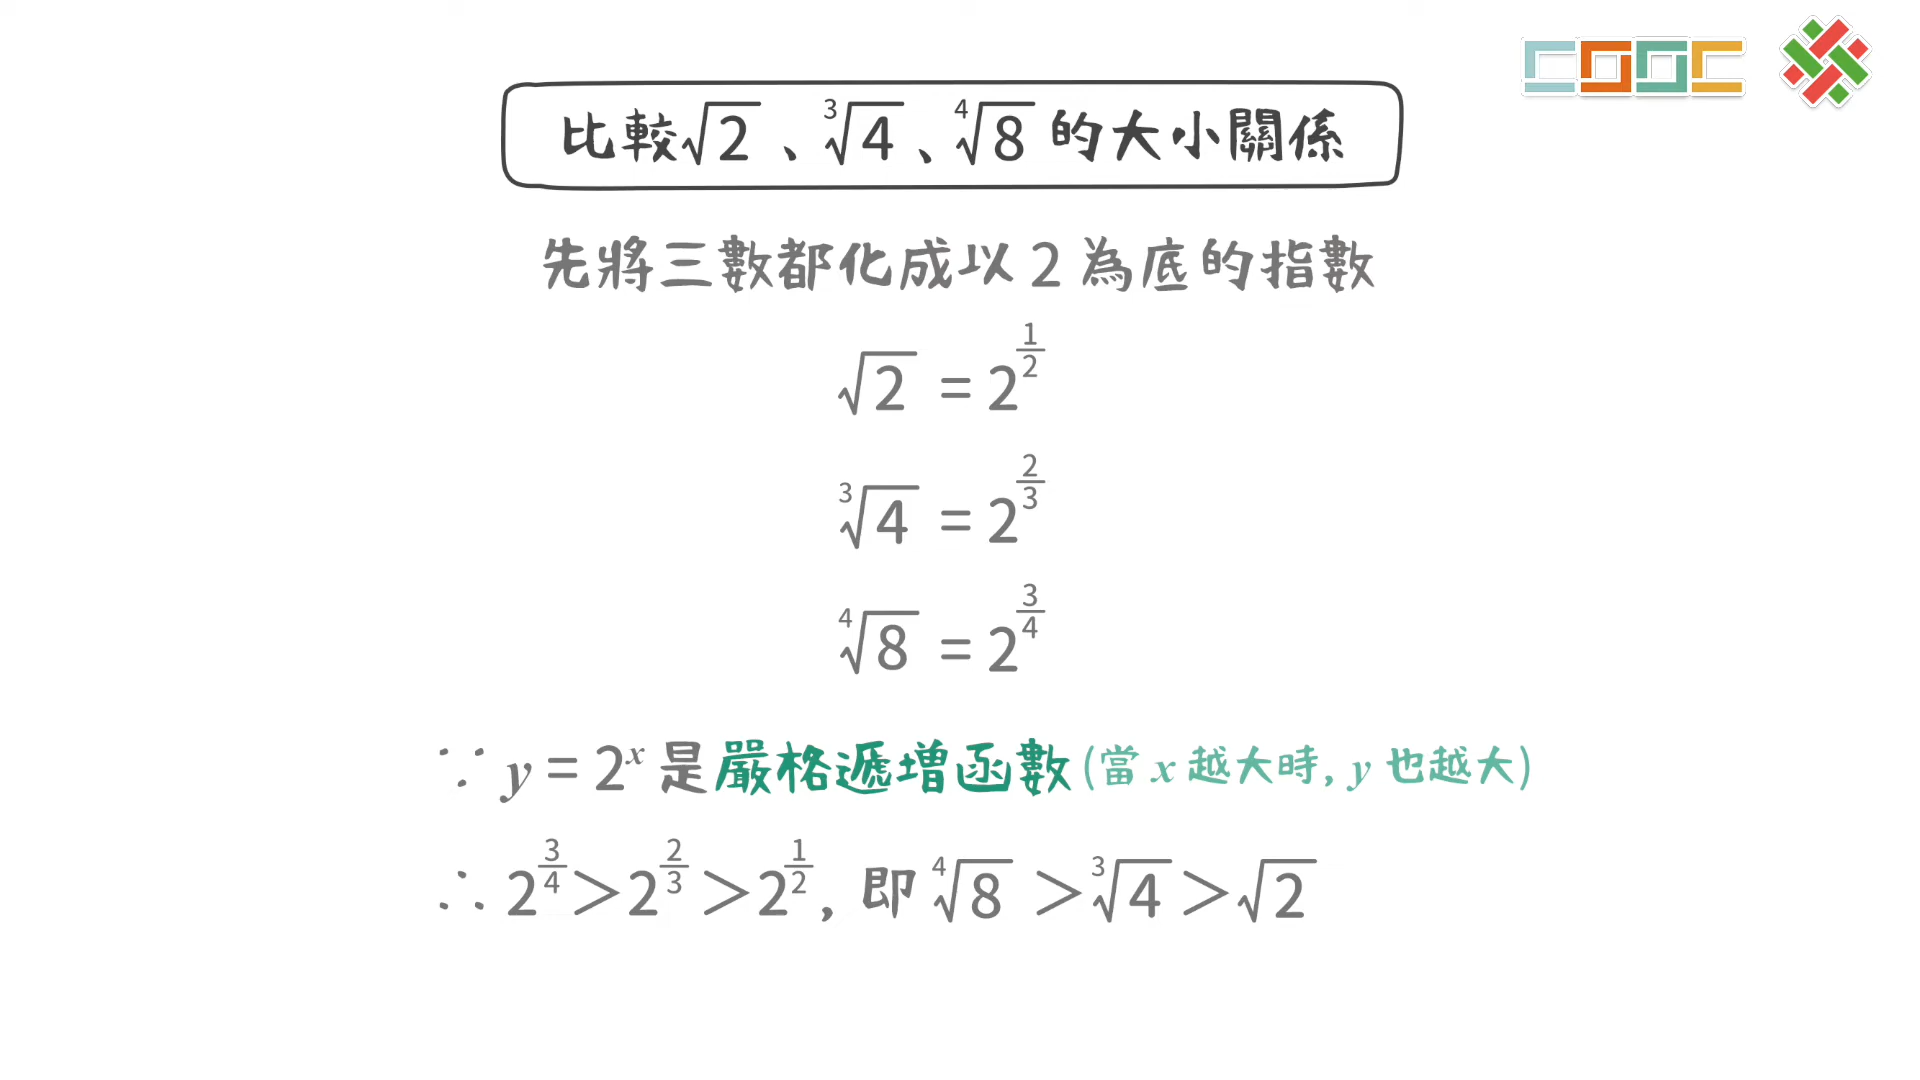 COOC
比較√2、∛4、∜8 的大小關係
先將三數都化成以 2 為底的指數
√2 = 2^(1/2)
∛4 = 2^(2/3)
∜8 = 2^(3/4)
∵ y = 2^x 是嚴格遞增函數 (當 x 越大時, y 也越大)
∴ 2^(3/4) > 2^(2/3) > 2^(1/2), 即 ∜8 > ∛4 > √2